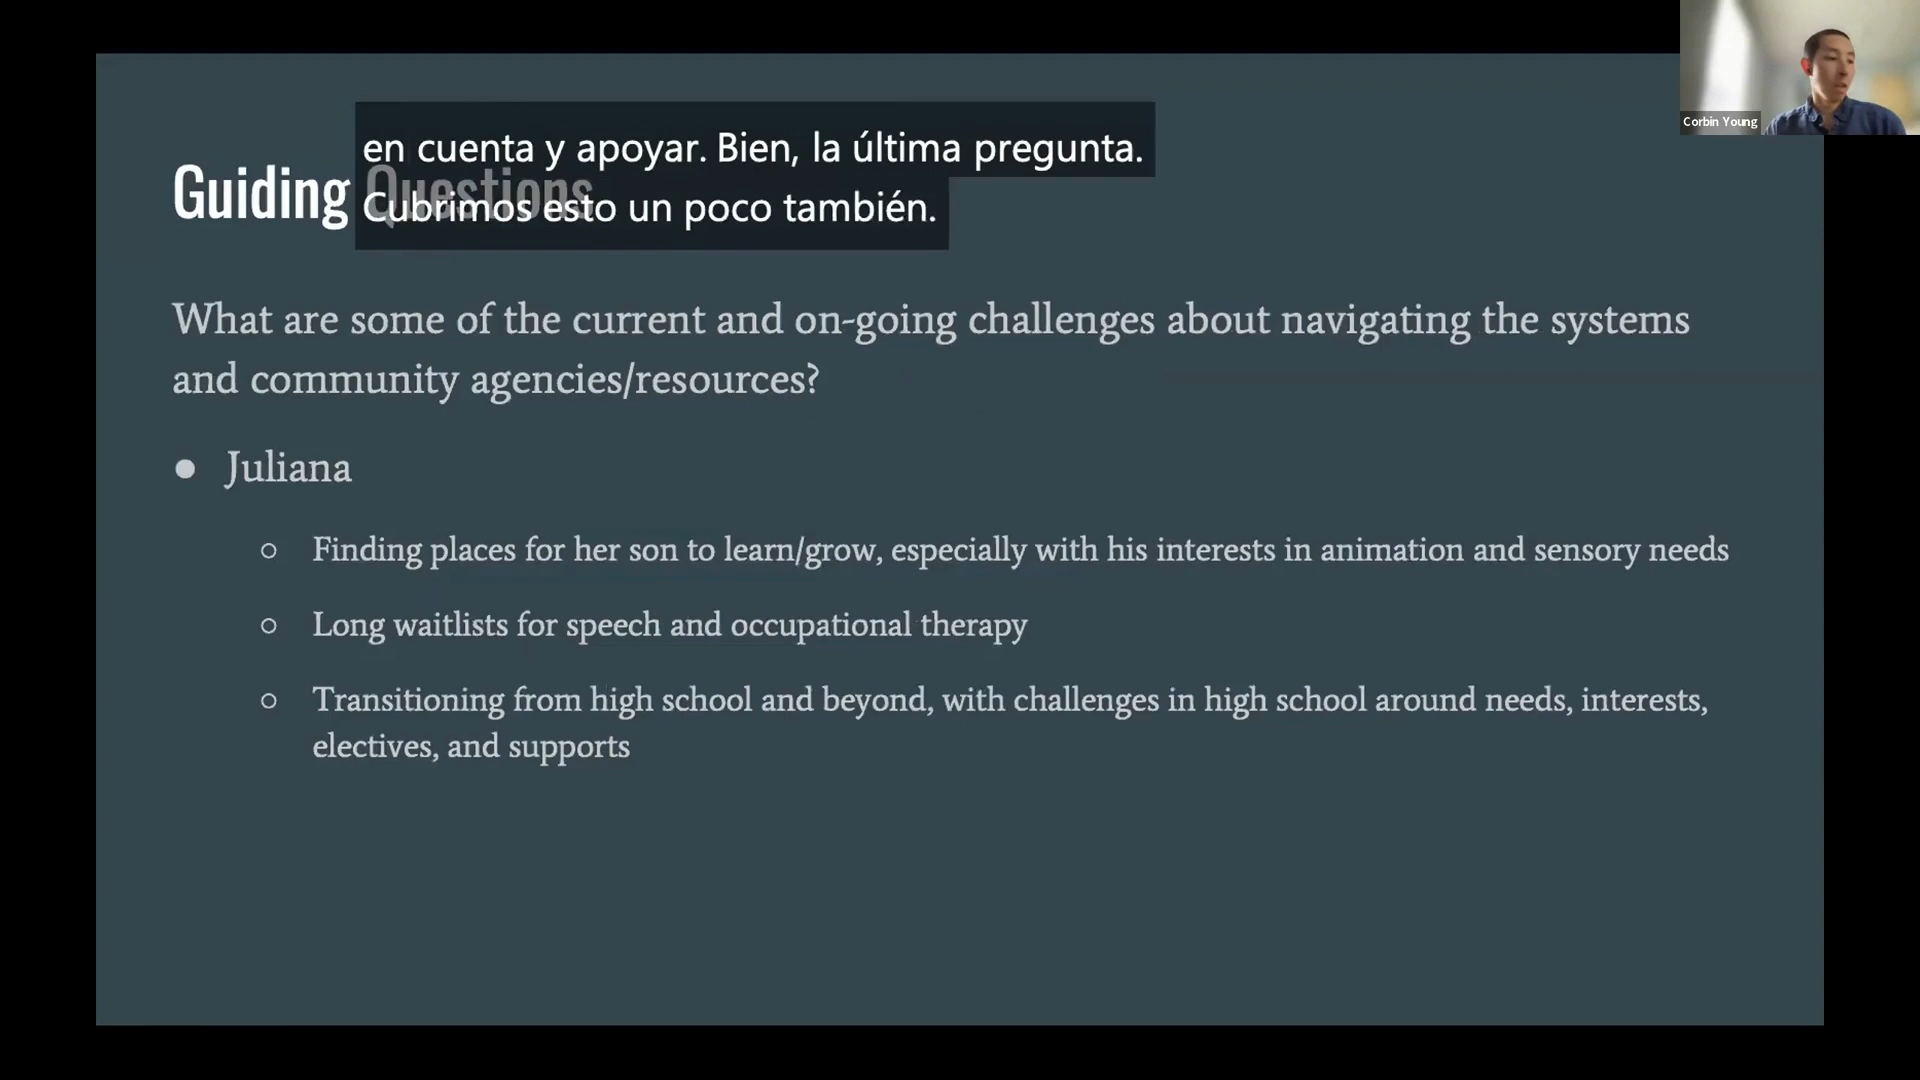 Corbin Young
en cuenta y apoyar. Bien, la última pregunta.
Cubrimos esto un poco también.
Guiding Questions
What are some of the current and on-going challenges about navigating the systems
and community agencies/resources?
● Juliana
○ Finding places for her son to learn/grow, especially with his interests in animation and sensory needs
○ Long waitlists for speech and occupational therapy
○ Transitioning from high school and beyond, with challenges in high school around needs, interests,
electives, and supports